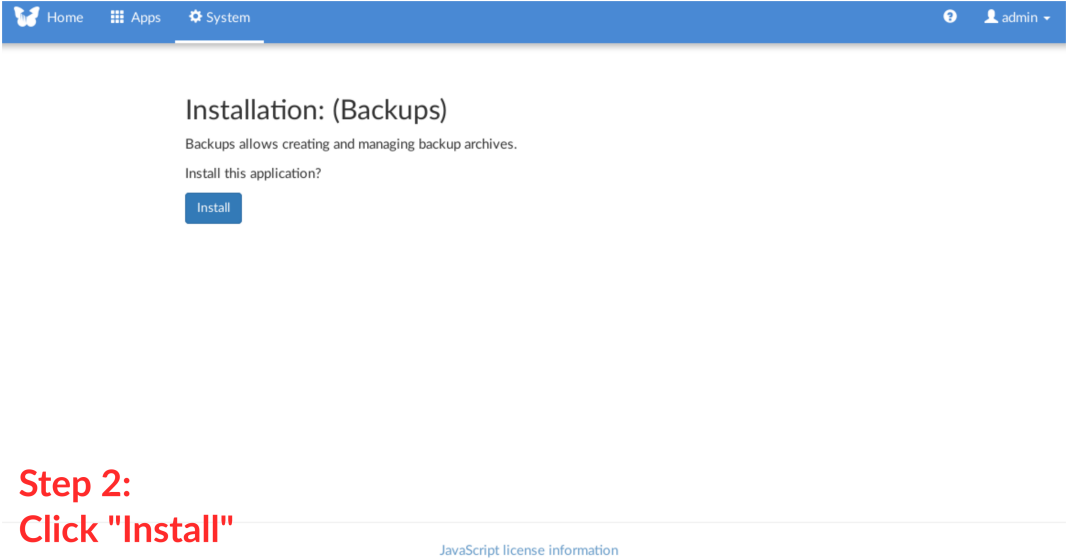 Home Apps System admin
Installation: (Backups)
Backups allows creating and managing backup archives.
Install this application?
Install
Step 2:
Click "Install"
JavaScript license information